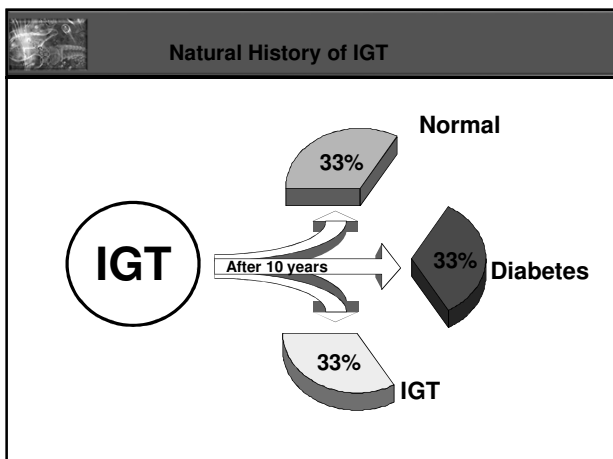 Natural History of IGT
Normal
33%
IGT
After 10 years
33%
Diabetes
33%
IGT